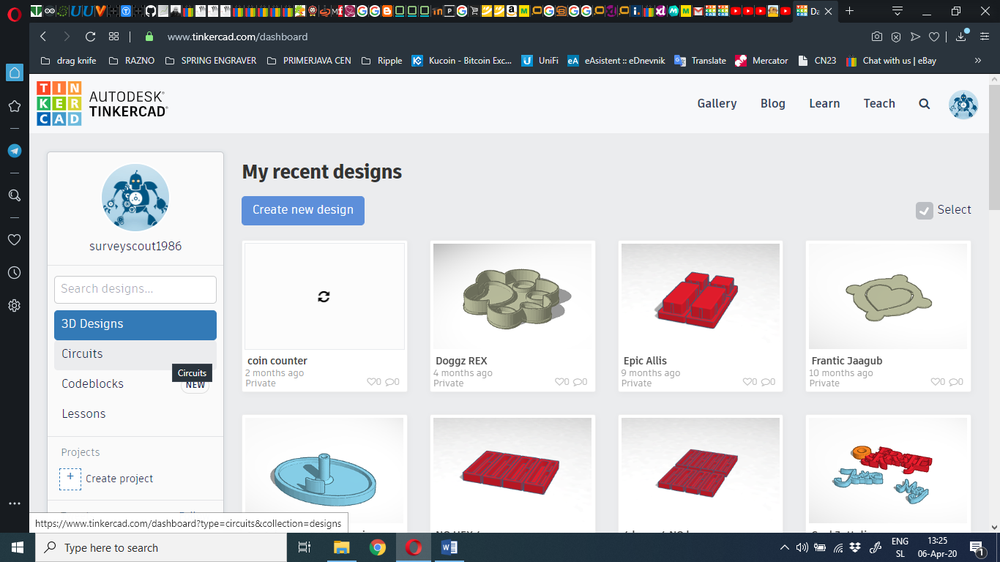 Da
www.tinkercad.com/dashboard
drag knife
RAZNO
SPRING ENGRAVER
PRIMERJAVA CEN
Ripple
Kucoin - Bitcoin Exc...
UniFi
eAsistent :: eDnevnik
Translate
Mercator
CN23
Chat with us | eBay
»
TIN
KER
CAD
AUTODESK®
TINKERCAD®
Gallery
Blog
Learn
Teach
surveyscout1986
Search designs...
3D Designs
Circuits
Circuits
Codeblocks
NEW
Lessons
Projects
+ Create project
My recent designs
Create new design
Select
coin counter
2 months ago
Private
0 0
Doggz REX
4 months ago
Private
0 0
Epic Allis
9 months ago
Private
0 0
Frantic Jaagub
10 months ago
Private
0 0
https://www.tinkercad.com/dashboard?type=circuits&collection=designs
Type here to search
ENG
SL
13:25
06-Apr-20
1